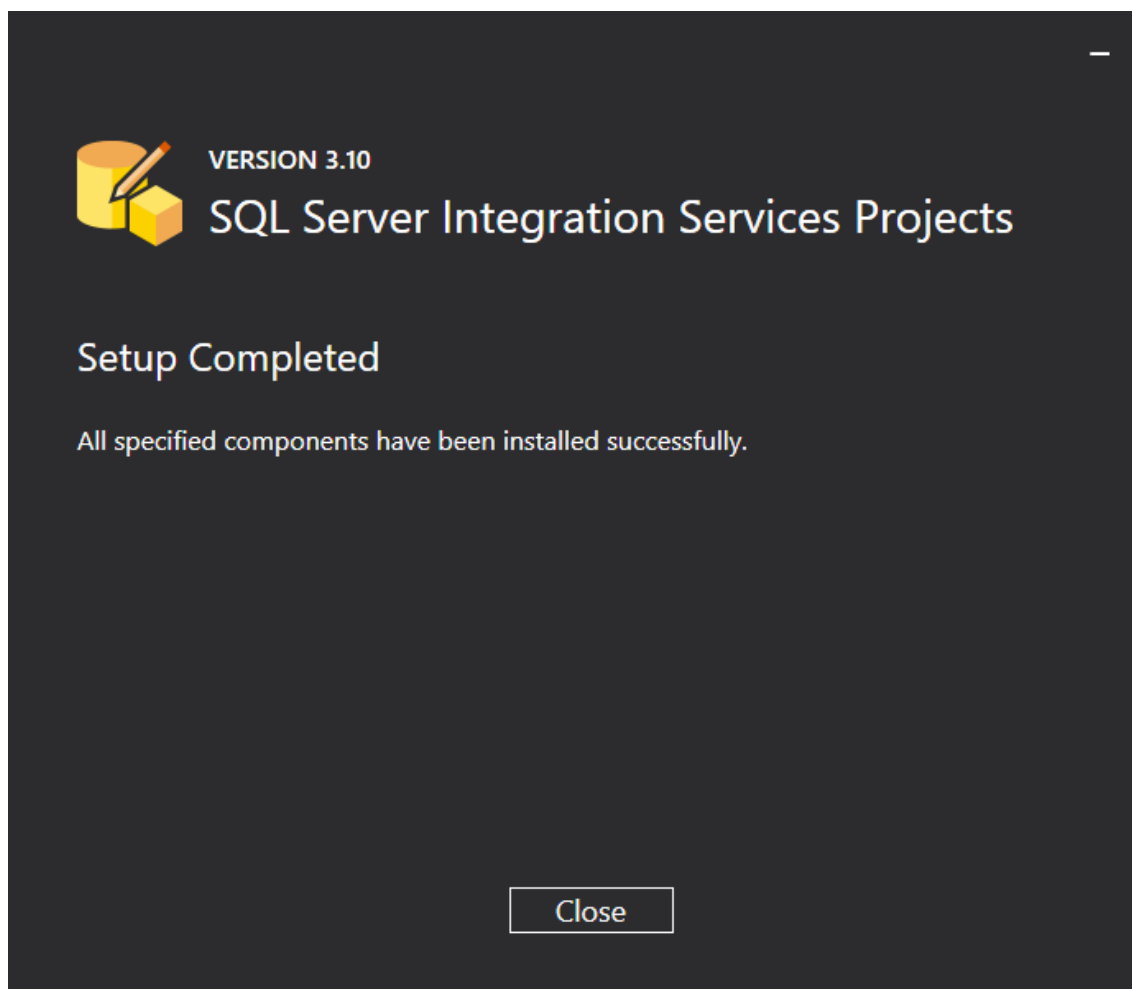 VERSION 3.10
SQL Server Integration Services Projects
Setup Completed
All specified components have been installed successfully.
Close